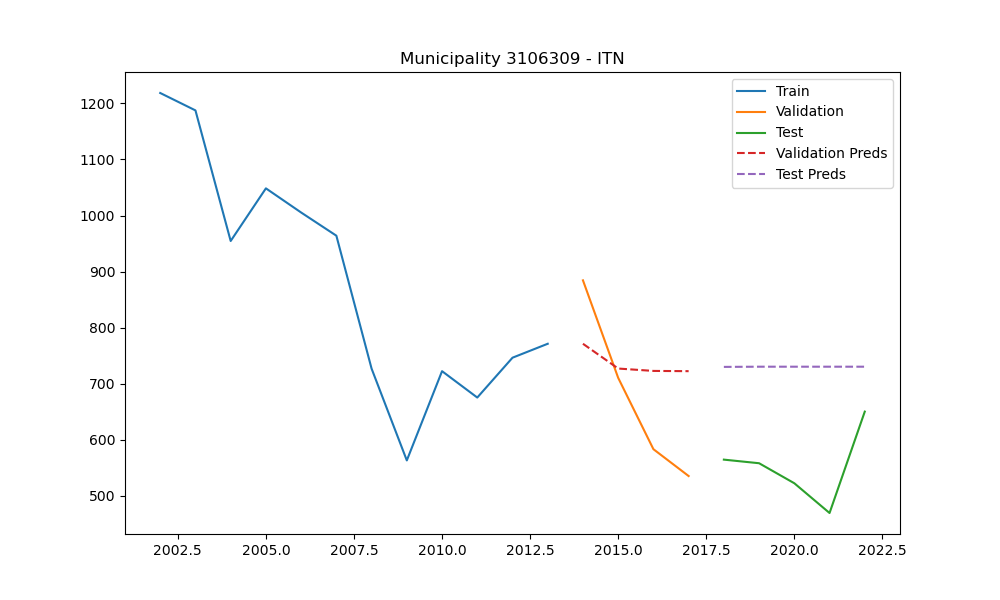 Municipality 3106309 - ITN
1200
1100
1000
900
800
700
600
500
Train
Validation
Test
Validation Preds
Test Preds
2002.5 2005.0 2007.5 2010.0 2012.5 2015.0 2017.5 2020.0 2022.5